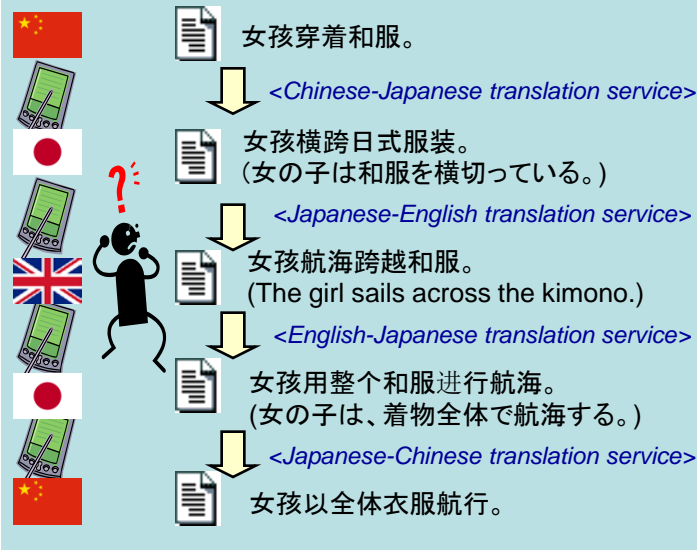 女孩穿着和服。
<Chinese-Japanese translation service>
女孩横跨日式服装。
(女の子は和服を横切っている。)
<Japanese-English translation service>
?
女孩航海跨越和服。
(The girl sails across the kimono.)
<English-Japanese translation service>
女孩用整个和服进行航海。
(女の子は、着物全体で航海する。)
<Japanese-Chinese translation service>
女孩以全体衣服航行。